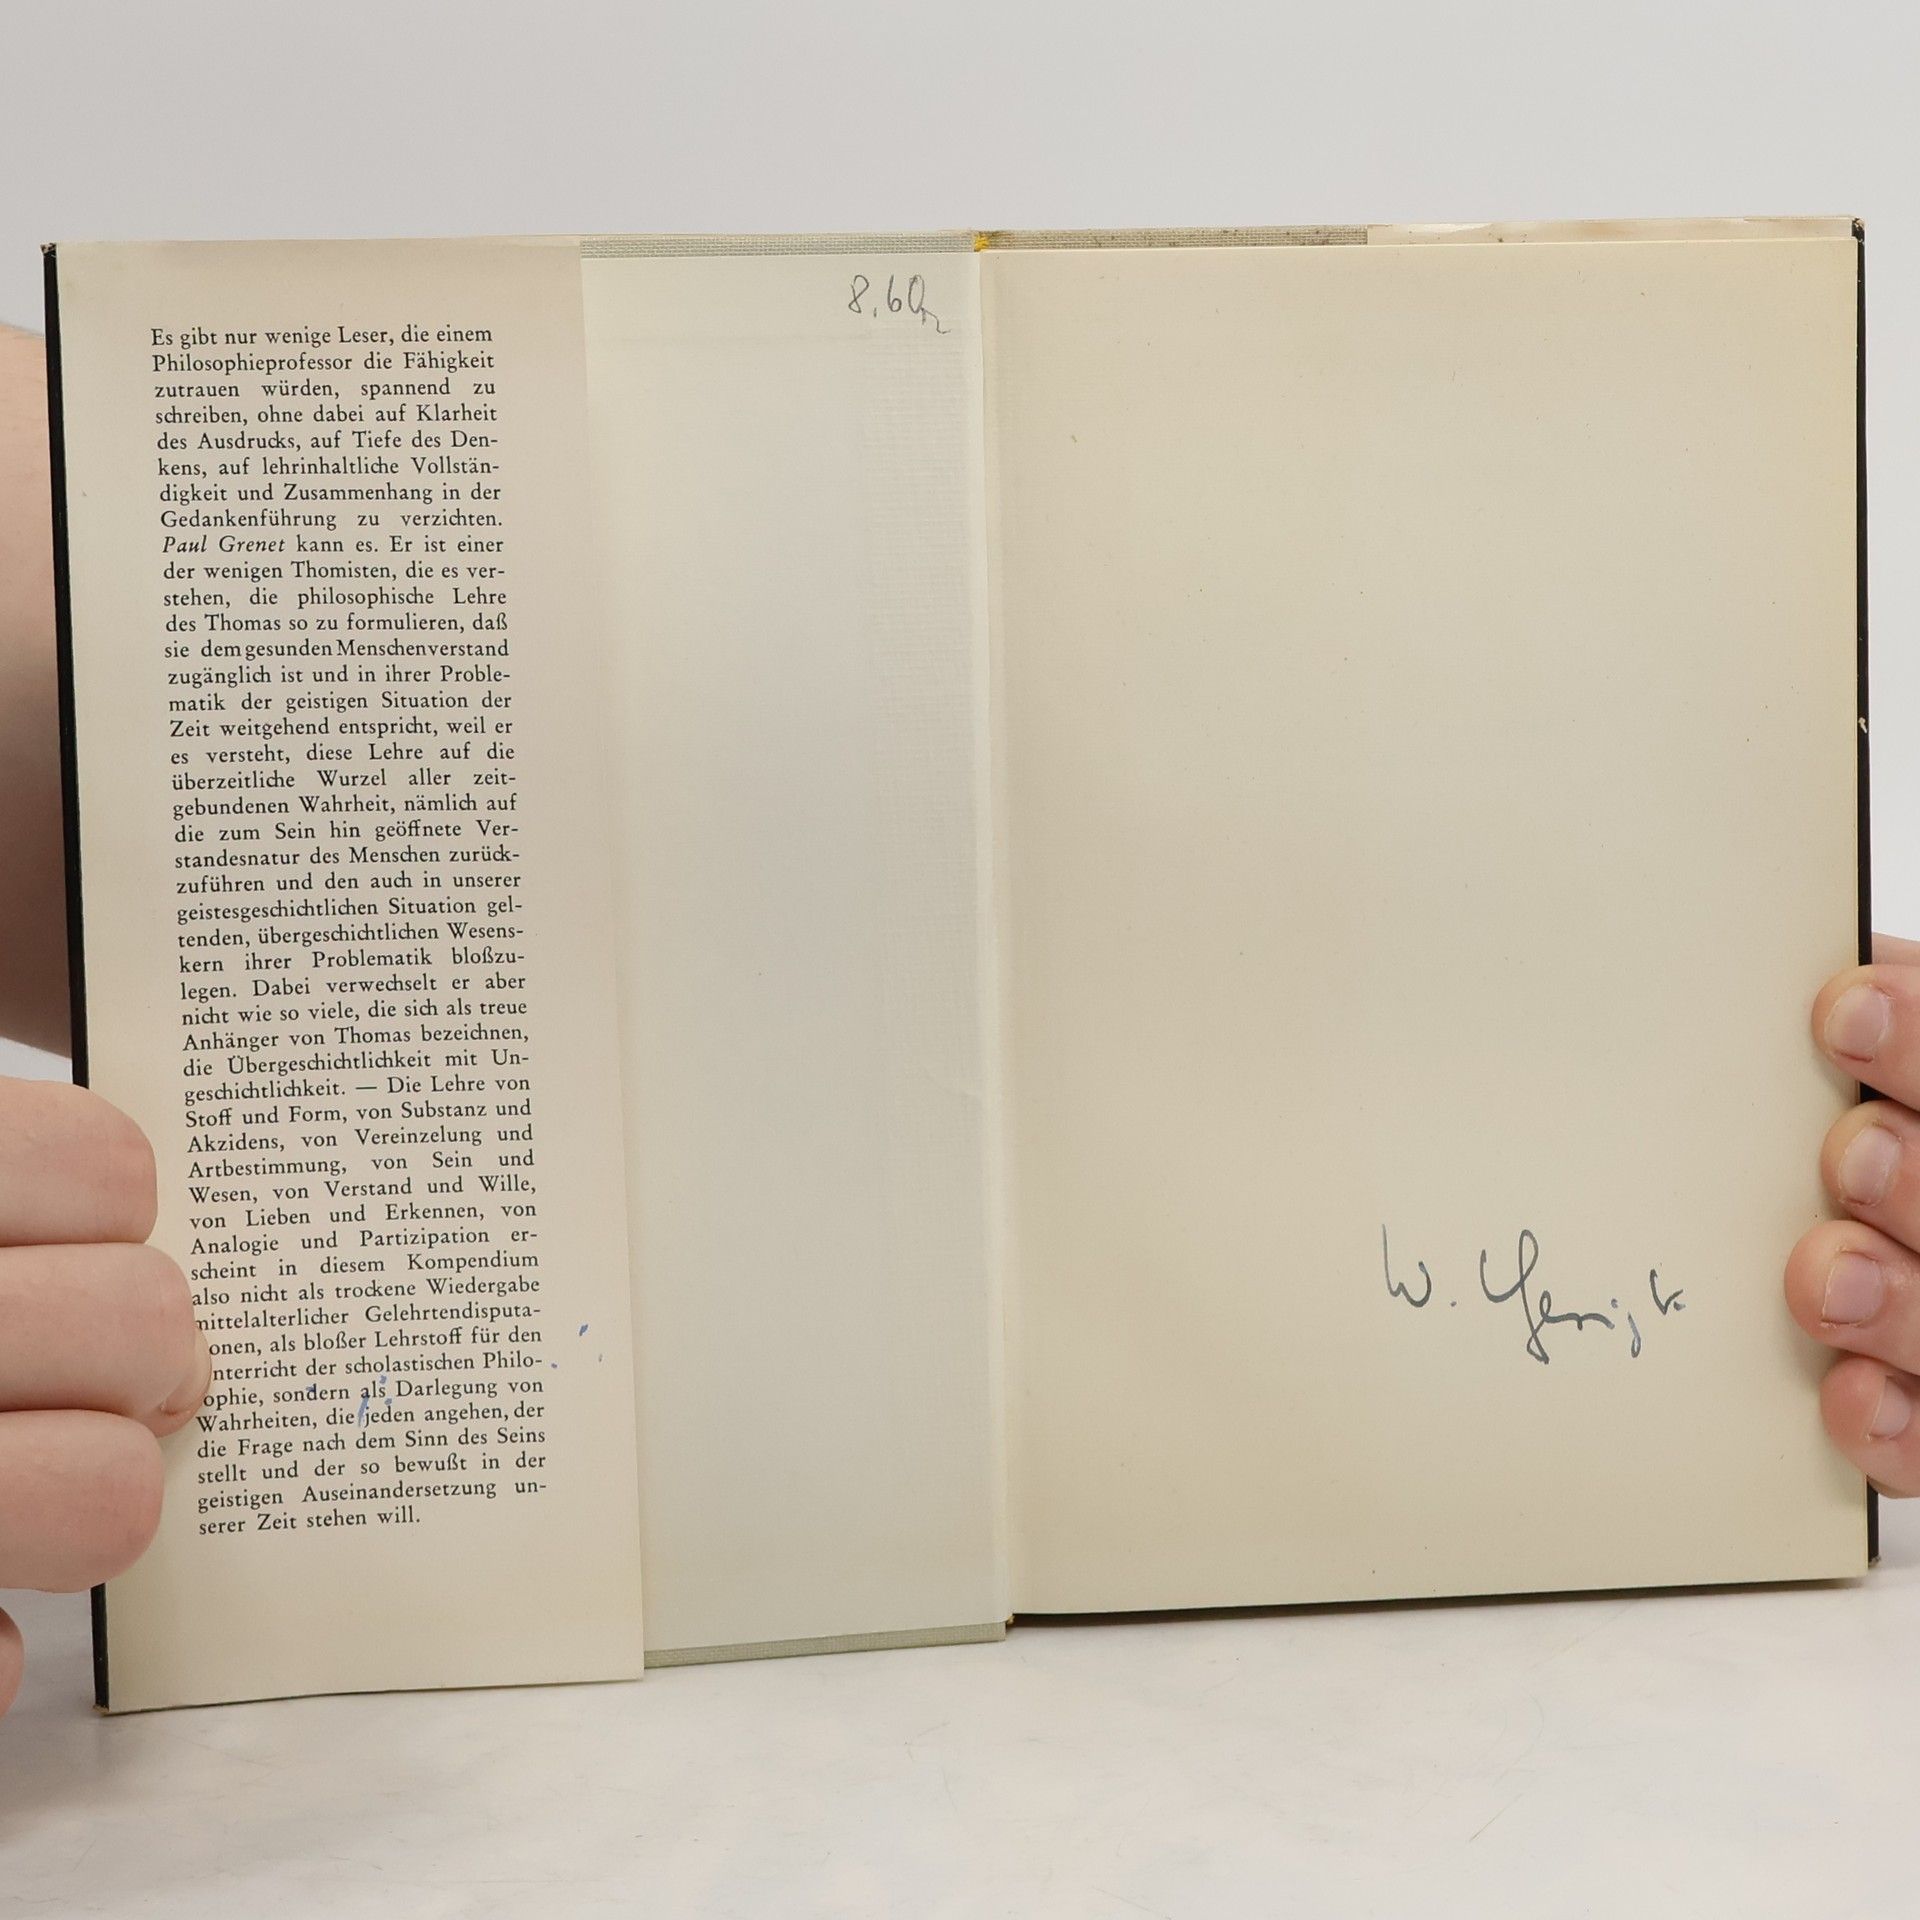 8.60
Es gibt nur wenige Leser, die einem
Philosophieprofessor die Fähigkeit
zutrauen würden, spannend zu
schreiben, ohne dabei auf Klarheit
des Ausdrucks, auf Tiefe des Den-
kens, auf lehrinhaltliche Vollstän-
digkeit und Zusammenhang in der
Gedankenführung zu verzichten.
Paul Grenet kann es. Er ist einer
der wenigen Thomisten, die es ver-
stehen, die philosophische Lehre
des Thomas so zu formulieren, daß
sie dem gesunden Menschenverstand
zugänglich ist und in ihrer Proble-
matik der geistigen Situation der
Zeit weitgehend entspricht, weil er
es versteht, diese Lehre auf die
überzeitliche Wurzel aller zeit-
gebundenen Wahrheit, nämlich auf
die zum Sein hin geöffnete Ver-
standesnatur des Menschen zurück-
zuführen und den auch in unserer
geistesgeschichtlichen Situation gel-
tenden, übergeschichtlichen Wesens-
kern ihrer Problematik bloßzu-
legen. Dabei verwechselt er aber
nicht wie so viele, die sich als treue
Anhänger von Thomas bezeichnen,
die Übergeschichtlichkeit mit Un-
geschichtlichkeit. — Die Lehre von
Stoff und Form, von Substanz und
Akzidens, von Vereinzelung und
Artbestimmung, von Sein und
Wesen, von Verstand und Wille,
von Lieben und Erkennen, von
Analogie und Partizipation er-
scheint in diesem Kompendium
also nicht als trockene Wiedergabe
mittelalterlicher Gelehrtendisputa-
onen, als bloßer Lehrstoff für den
nterricht der scholastischen Philo-
ophie, sondern als Darlegung von
Wahrheiten, die jeden angehen, der
die Frage nach dem Sinn des Seins
stellt und der so bewußt in der
geistigen Auseinandersetzung un-
serer Zeit stehen will.
W.